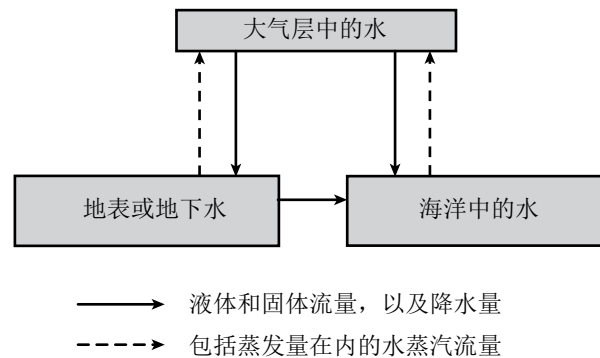 大气层中的水
地表或地下水
海洋中的水
液体和固体流量，以及降水量
包括蒸发量在内的水蒸汽流量